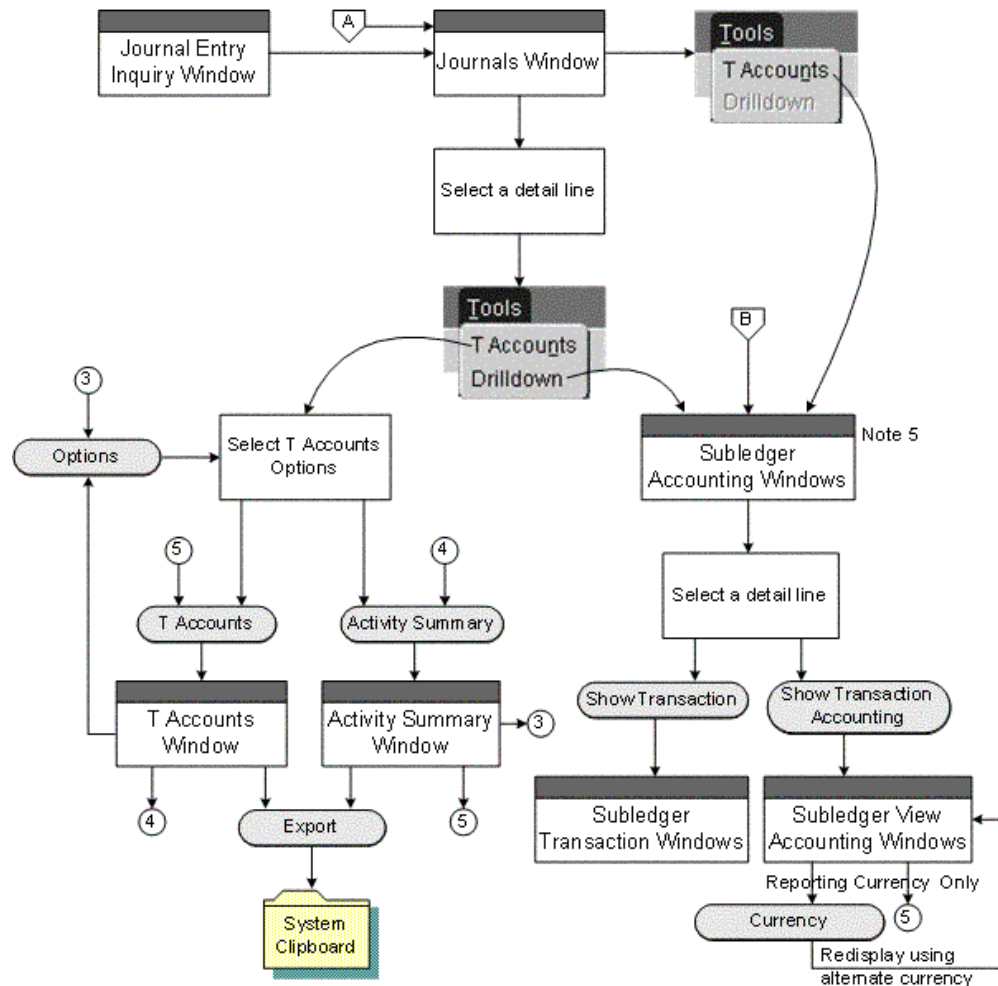 A
Journal Entry
Inquiry Window
Journals Window
Tools
T Accounts
Drilldown
Select a detail line
Tools
T Accounts
Drilldown
B
3
Options
Select T Accounts
Options
Subledger
Accounting Windows
Note 5
5
4
T Accounts
Activity Summary
Select a detail line
T Accounts
Window
Activity Summary
Window
3
Show Transaction
Show Transaction
Accounting
4
5
Export
Subledger
Transaction Windows
Subledger View
Accounting Windows
Reporting Currency Only
5
Currency
System
Clipboard
Redisplay using
alternate currency